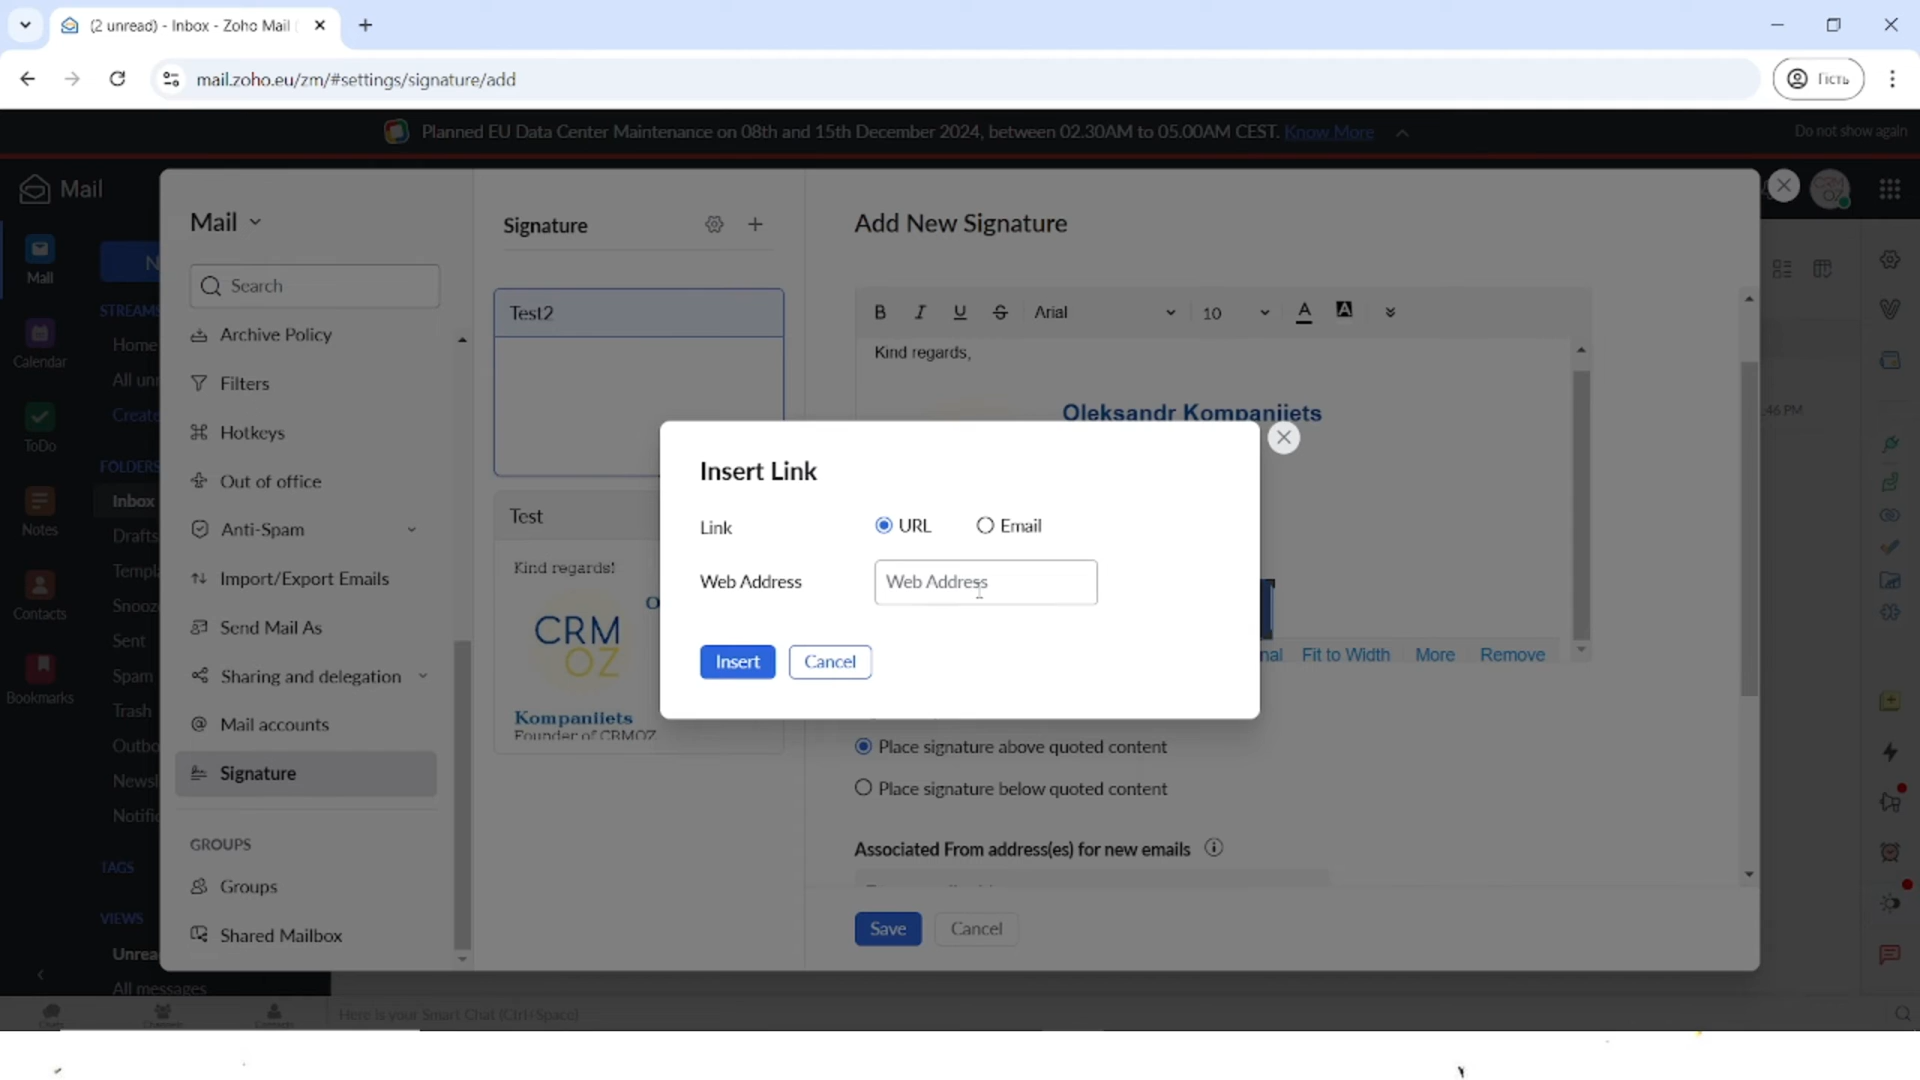 (2 unread) - Inbox - Zoho Mail (
mail.zoho.eu/zm/#settings/signature/add
Гість
Planned EU Data Center Maintenance on 08th and 15th December 2024, between 02.30AM to 05.00AM CEST. Know More
Do not show again
Mail
Mail
Calendar
ToDo
Notes
Contacts
Bookmarks
N
STREAMS
Home
All un
Create
FOLDERS
Inbox
Drafts
Templ
Snooz
Sent
Spam
Trash
Outbo
Newsl
Notific
TAGS
VIEWS
Unrea
All messages
Mail
Search
Archive Policy
Filters
Hotkeys
Out of office
Anti-Spam
Import/Export Emails
Send Mail As
Sharing and delegation
Mail accounts
Signature
GROUPS
Groups
Shared Mailbox
Signature
Test2
Test
Kind regards!
O
CRM
OZ
Kompaniiets
Founder of CRMOZ
Add New Signature
B I U S Arial 10 A A
Kind regards,
Oleksandr Kompaniiets
nal Fit to Width More Remove
Insert Link
Link URL Email
Web Address Web Address
Insert Cancel
Place signature above quoted content
Place signature below quoted content
Associated From address(es) for new emails
Save Cancel
:46 PM
Here is your Smart Chat (Ctrl+Space)